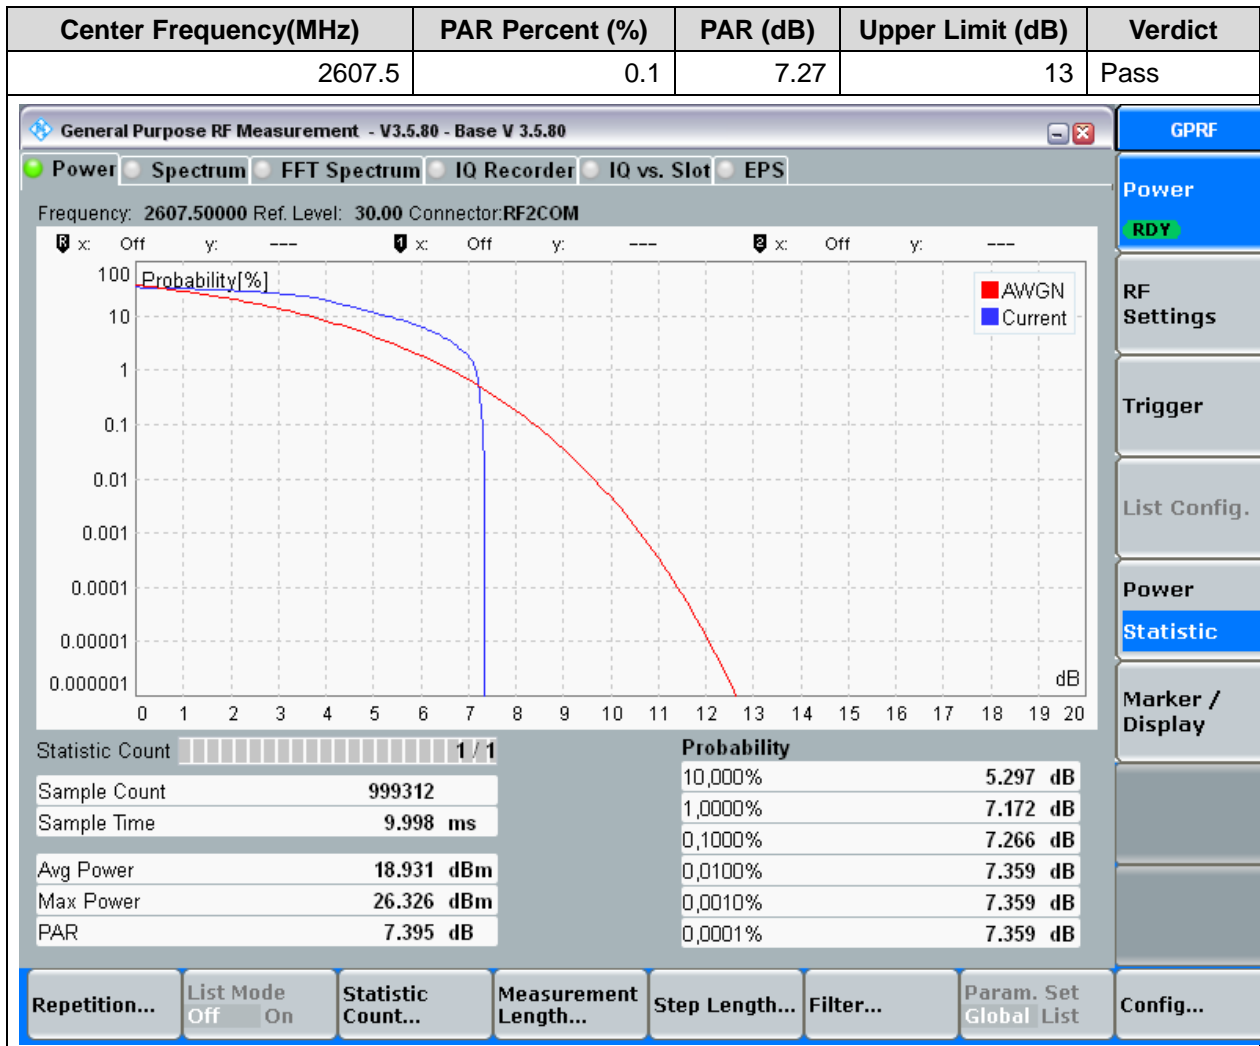 Center Frequency(MHz) PAR Percent (%) PAR (dB) Upper Limit (dB) Verdict
2607.5 0.1 7.27 13 Pass
General Purpose RF Measurement - V3.5.80 - Base V 3.5.80
GPRF
Power Spectrum FFT Spectrum IQ Recorder IQ vs. Slot EPS
Power
RDY
Frequency: 2607.50000 Ref. Level: 30.00 Connector:RF2COM
R x: Off y: --- 1 x: Off y: --- 2 x: Off y: ---
Probability[%]
AWGN
Current
100
10
1
0.1
0.01
0.001
0.0001
0.00001
0.000001
dB
0 1 2 3 4 5 6 7 8 9 10 11 12 13 14 15 16 17 18 19 20
RF
Settings
Trigger
List Config.
Power
Statistic
Marker /
Display
Statistic Count 1 / 1
Sample Count 999312
Sample Time 9.998 ms
Avg Power 18.931 dBm
Max Power 26.326 dBm
PAR 7.395 dB
Probability
10,000% 5.297 dB
1,0000% 7.172 dB
0,1000% 7.266 dB
0,0100% 7.359 dB
0,0010% 7.359 dB
0,0001% 7.359 dB
Repetition...
List Mode
Off On
Statistic
Count...
Measurement
Length...
Step Length...
Filter...
Param. Set
Global List
Config...